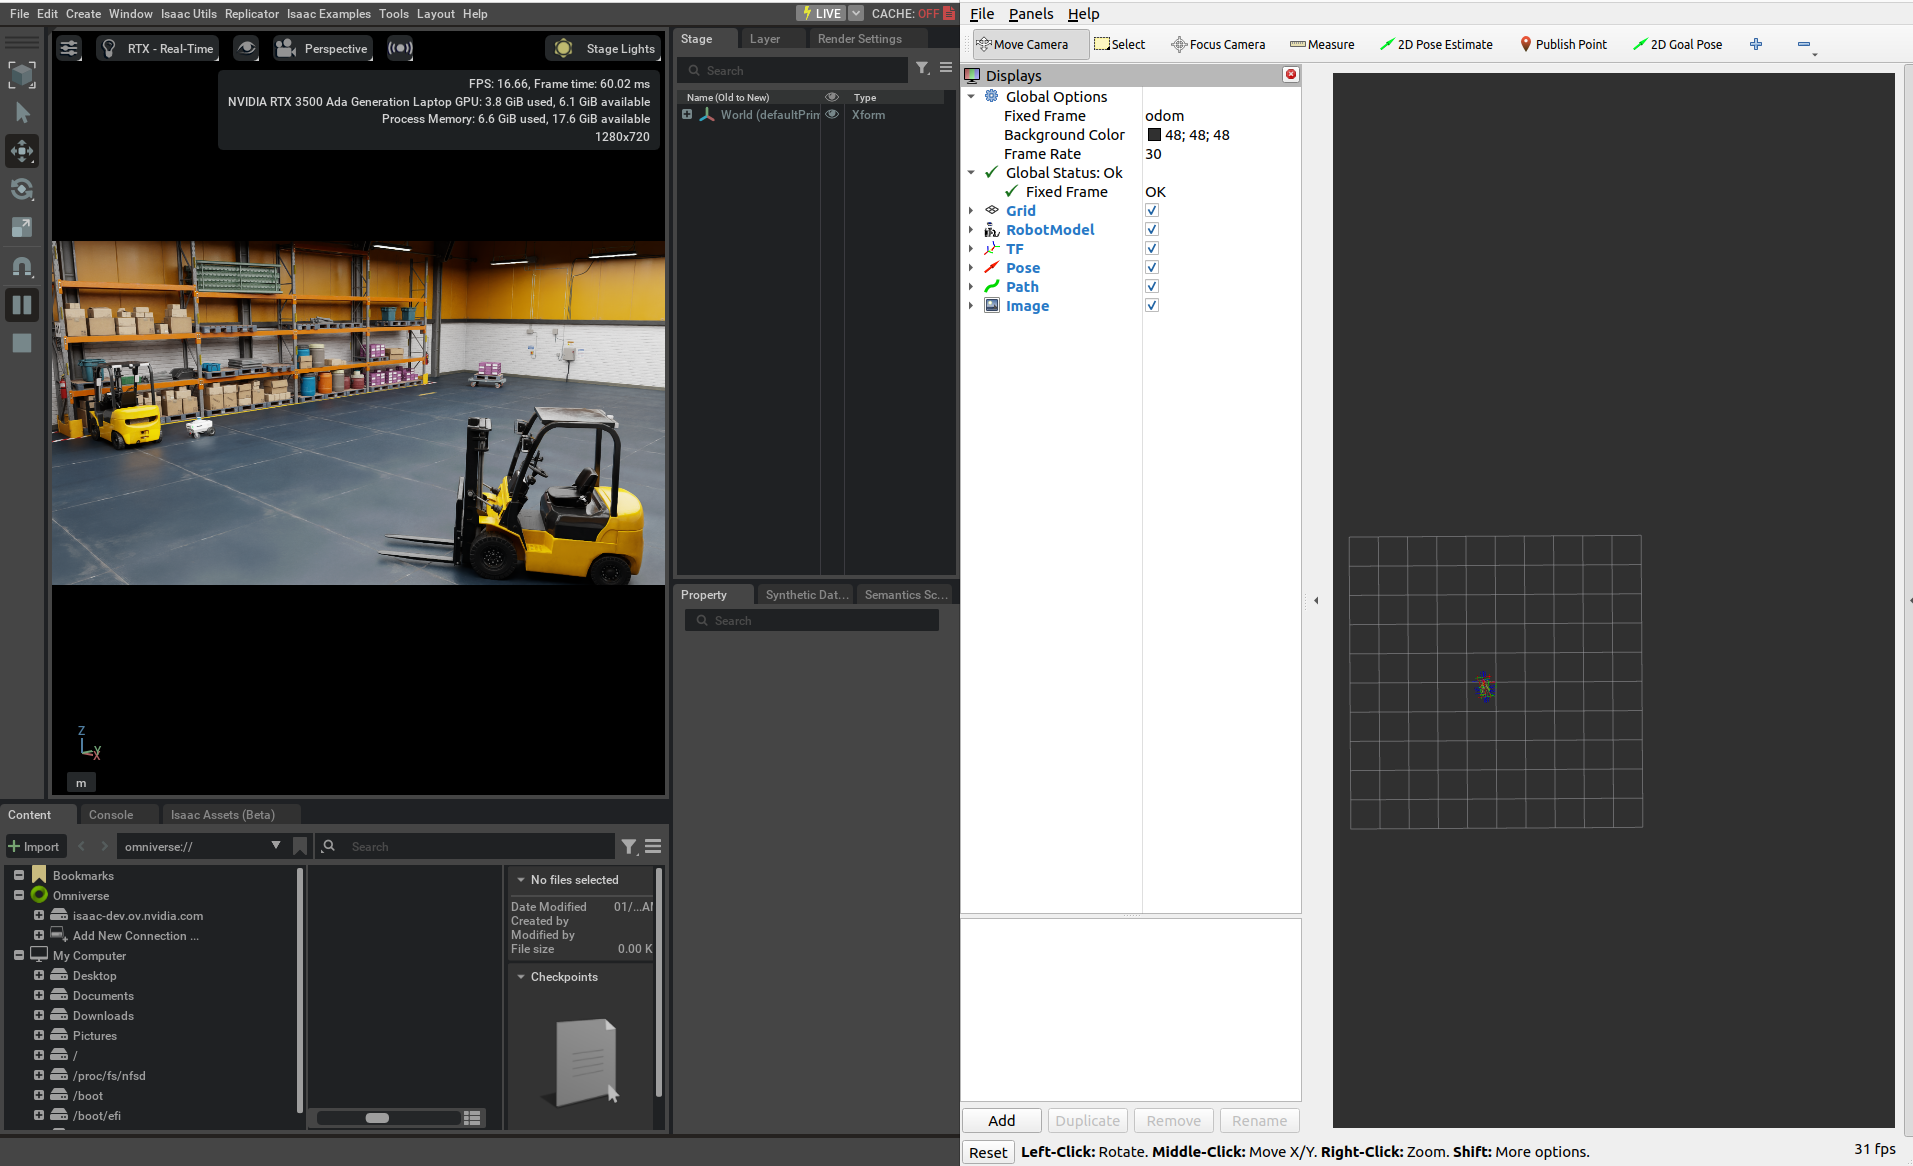 File Edit Create Window Isaac Utils Replicator Isaac Examples Tools Layout Help
LIVE CACHE: OFF
RTX - Real-Time Perspective Stage Lights
FPS: 16.66, Frame time: 60.02 ms
NVIDIA RTX 3500 Ada Generation Laptop GPU: 3.8 GiB used, 6.1 GiB available
Process Memory: 6.6 GiB used, 17.6 GiB available
1280x720
Z
Y
X
m
Stage Layer Render Settings
Search
Name (Old to New) Type
World (defaultPrim Xform
Property Synthetic Dat... Semantics Sc...
Search
Content Console Isaac Assets (Beta)
Import omniverse:// Search
Bookmarks
Omniverse
isaac-dev.ov.nvidia.com
Add New Connection ...
My Computer
Desktop
Documents
Downloads
Pictures
/
/proc/fs/nfsd
/boot
/boot/efi
No files selected
Date Modified 01/...AM
Created by
Modified by
File size 0.00 K
Checkpoints
File Panels Help
Move Camera Select Focus Camera Measure 2D Pose Estimate Publish Point 2D Goal Pose
Displays
Global Options
Fixed Frame odom
Background Color 48; 48; 48
Frame Rate 30
Global Status: Ok
Fixed Frame OK
Grid
RobotModel
TF
Pose
Path
Image
Add Duplicate Remove Rename
Reset Left-Click: Rotate. Middle-Click: Move X/Y. Right-Click: Zoom. Shift: More options. 31 fps